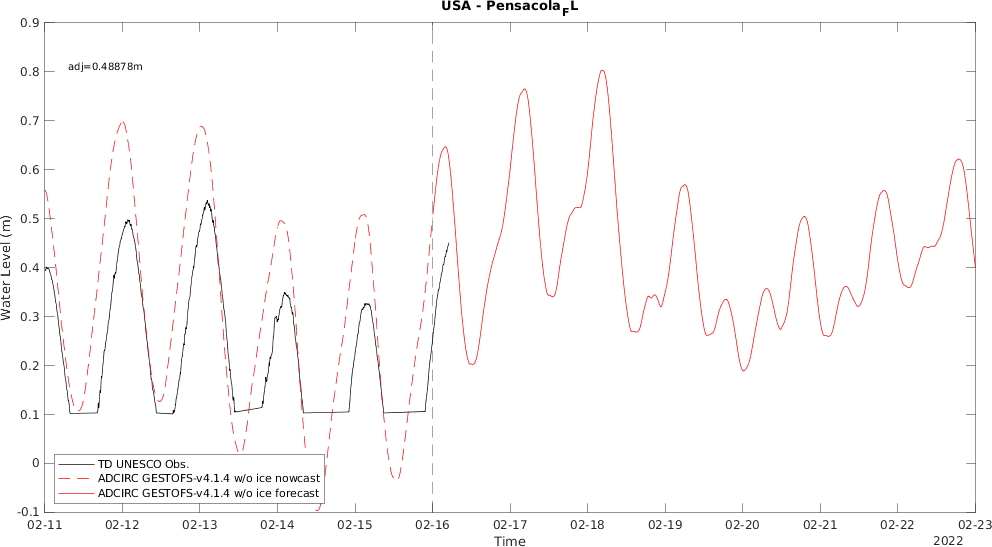 USA - Pensacola_FL
adj=0.48878m
0.9
0.8
0.7
0.6
0.5
0.4
0.3
0.2
0.1
0
-0.1
Water Level (m)
TD UNESCO Obs.
ADCIRC GESTOFS-v4.1.4 w/o ice nowcast
ADCIRC GESTOFS-v4.1.4 w/o ice forecast
02-11 02-12 02-13 02-14 02-15 02-16 02-17 02-18 02-19 02-20 02-21 02-22 02-23
Time
2022